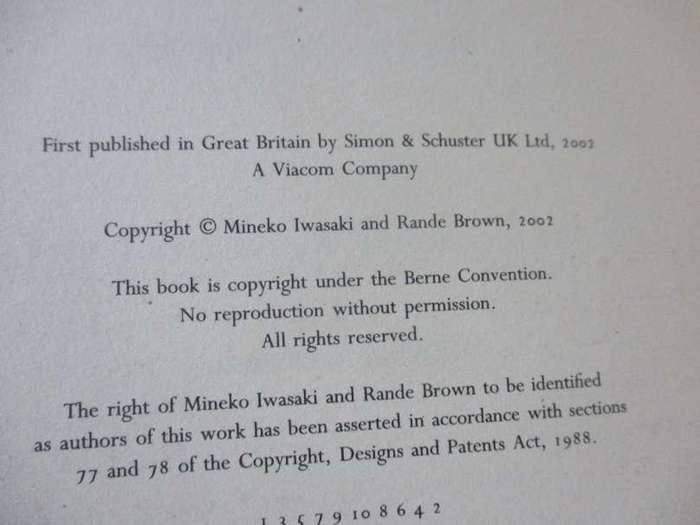 First published in Great Britain by Simon & Schuster UK Ltd, 2002
A Viacom Company
Copyright © Mineko Iwasaki and Rande Brown, 2002
This book is copyright under the Berne Convention.
No reproduction without permission.
All rights reserved.
The right of Mineko Iwasaki and Rande Brown to be identified
as authors of this work has been asserted in accordance with sections
77 and 78 of the Copyright, Designs and Patents Act, 1988.
1 3 5 7 9 10 8 6 4 2